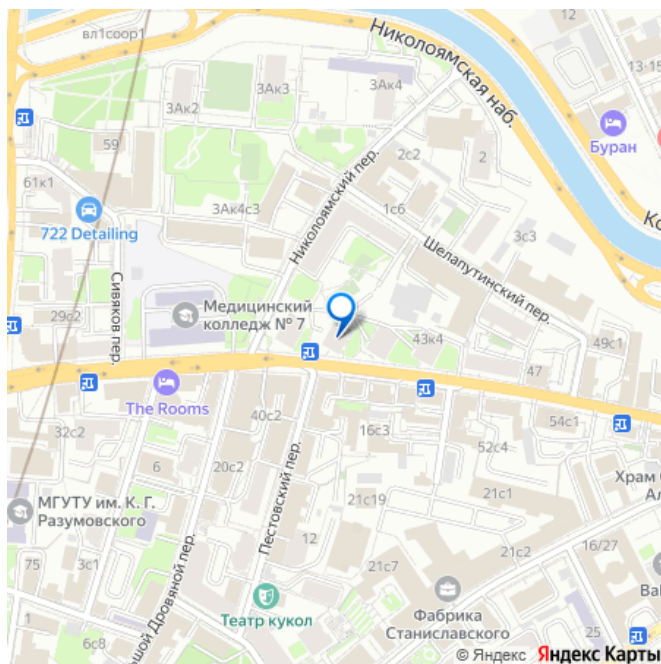 вл1соор1
12
13-15
Николоямская наб.
3Ак3
3Ак4
3Ак2
Буран
59
2с2
2
61к1
3Ак4с3
Николоямский пер.
1с6
722 Detailing
3с3
Шелапутинский пер.
Сивяков пер.
29с2
Медицинский
колледж № 7
43к4
49с1
47
The Rooms
40с2
54с1
32с2
16с3
6
20с2
52с4
Пестовский пер.
МГУТУ им. К. Г.
Разумовского
21с19
21с1
12
16/27
75
3с1
21с7
21с2
Театр кукол
Фабрика
Станиславского
1
6с8
25
© Яндекс Яндекс Карты